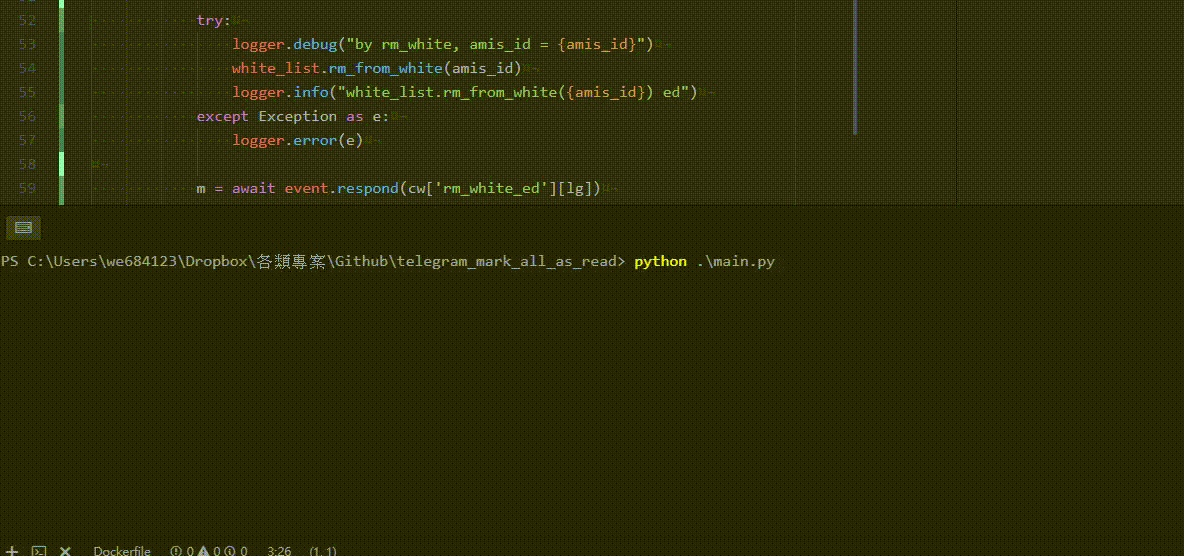 52 try:
53 logger.debug("by rm_white, amis_id = {amis_id}")
54 white_list.rm_from_white(amis_id)
55 logger.info("white_list.rm_from_white({amis_id}) ed")
56 except Exception as e:
57 logger.error(e)
58
59 m = await event.respond(cw['rm_white_ed'][lg])
PS C:\Users\we684123\Dropbox\各類專案\Github\telegram_mark_all_as_read> python .\main.py
Dockerfile 0 0 0 3:26 (1, 1)